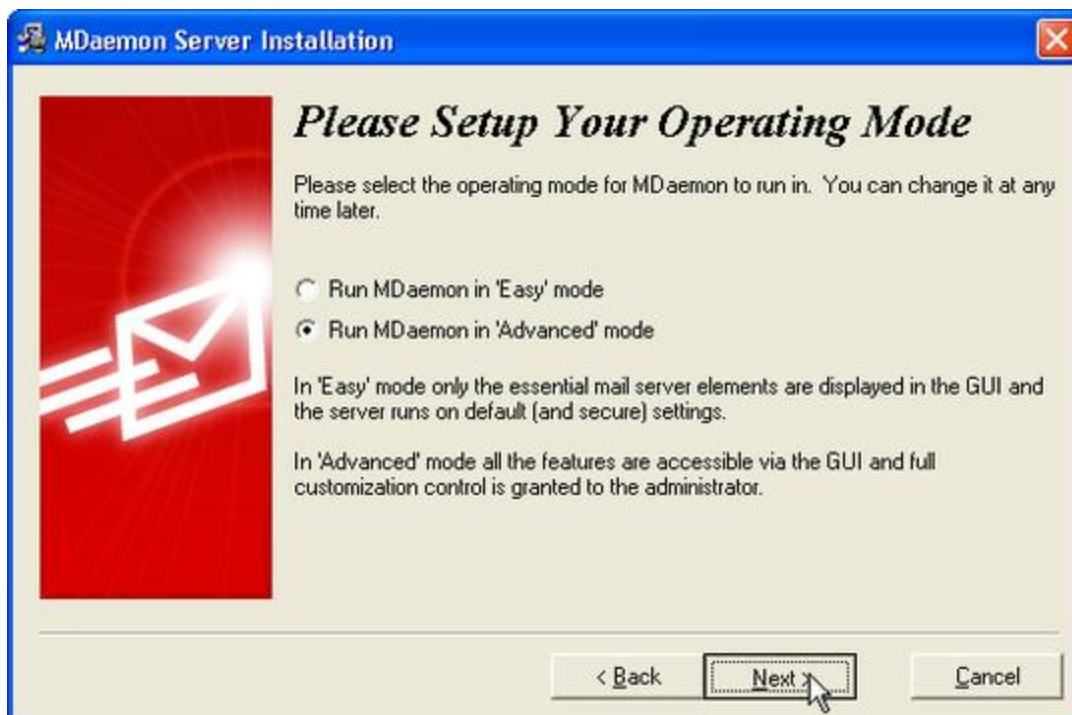 MDaemon Server Installation
Please Setup Your Operating Mode
Please select the operating mode for MDaemon to run in.  You can change it at any
time later.
Run MDaemon in 'Easy' mode
Run MDaemon in 'Advanced' mode
In 'Easy' mode only the essential mail server elements are displayed in the GUI and
the server runs on default (and secure) settings.
In 'Advanced' mode all the features are accessible via the GUI and full
customization control is granted to the administrator.
< Back
Next >
Cancel